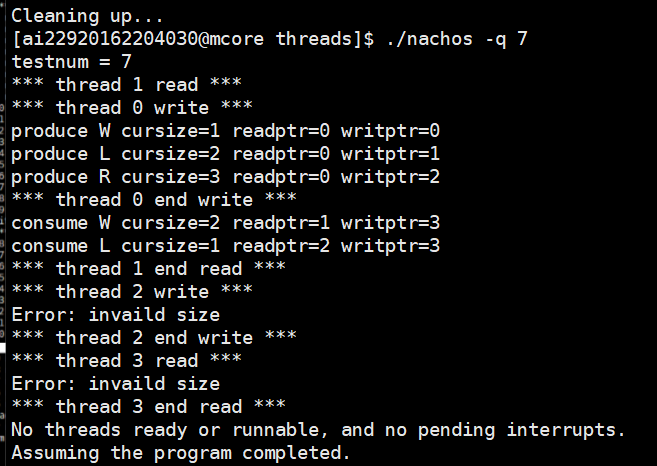 Cleaning up...
[ai22920162204030@mcore threads]$ ./nachos -q 7
testnum = 7
*** thread 1 read ***
*** thread 0 write ***
produce W cursize=1 readptr=0 writptr=0
produce L cursize=2 readptr=0 writptr=1
produce R cursize=3 readptr=0 writptr=2
*** thread 0 end write ***
consume W cursize=2 readptr=1 writptr=3
consume L cursize=1 readptr=2 writptr=3
*** thread 1 end read ***
*** thread 2 write ***
Error: invaild size
*** thread 2 end write ***
*** thread 3 read ***
Error: invaild size
*** thread 3 end read ***
No threads ready or runnable, and no pending interrupts.
Assuming the program completed.